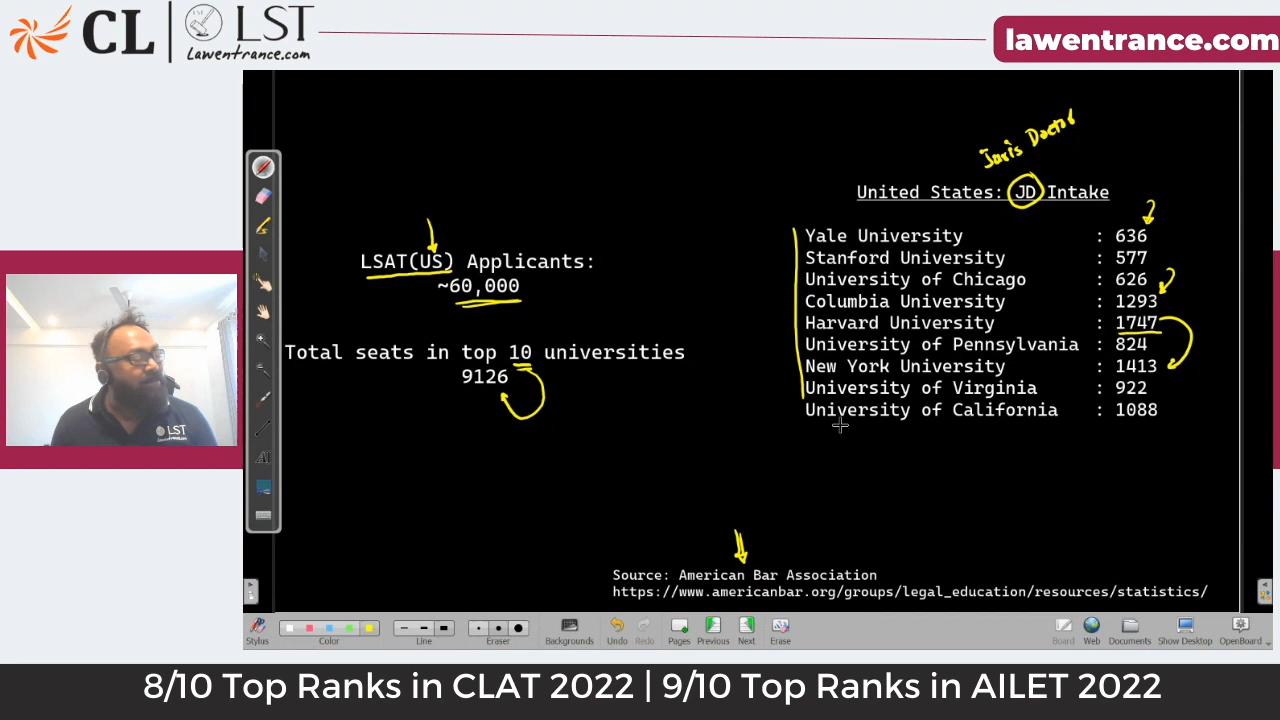 CL LST
Lawentrance.com
lawentrance.com
Juris Doctor
United States: JD Intake
LSAT(US) Applicants:
~60,000
Total seats in top 10 universities
9126
Yale University : 636
Stanford University : 577
University of Chicago : 626
Columbia University : 1293
Harvard University : 1747
University of Pennsylvania : 824
New York University : 1413
University of Virginia : 922
University of California : 1088
Source: American Bar Association
https://www.americanbar.org/groups/legal_education/resources/statistics/
LST
Stylus Color Line Eraser Backgrounds Undo Redo Pages Previous Next Erase Board Web Documents Show Desktop OpenBoard
8/10 Top Ranks in CLAT 2022 | 9/10 Top Ranks in AILET 2022